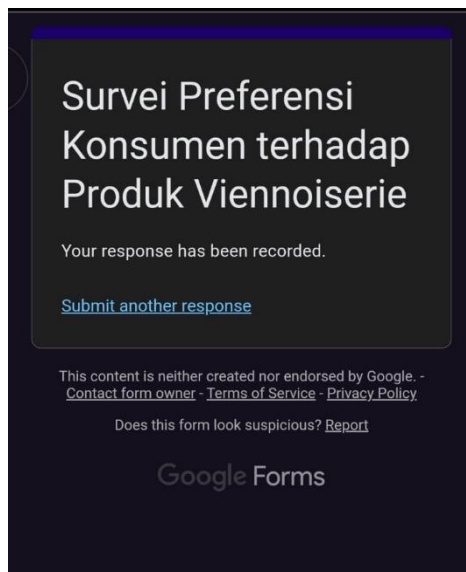 Survei Preferensi
Konsumen terhadap
Produk Viennoiserie
Your response has been recorded.
Submit another response
This content is neither created nor endorsed by Google. -
Contact form owner - Terms of Service - Privacy Policy
Does this form look suspicious? Report
Google Forms